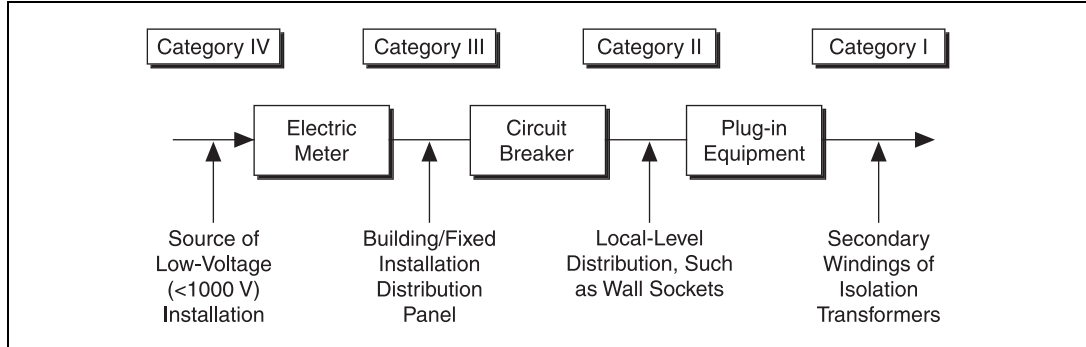 Category IV
Category III
Category II
Category I
Electric
Meter
Circuit
Breaker
Plug-in
Equipment
Source of
Low-Voltage
(<1000 V)
Installation
Building/Fixed
Installation
Distribution
Panel
Local-Level
Distribution, Such
as Wall Sockets
Secondary
Windings of
Isolation
Transformers